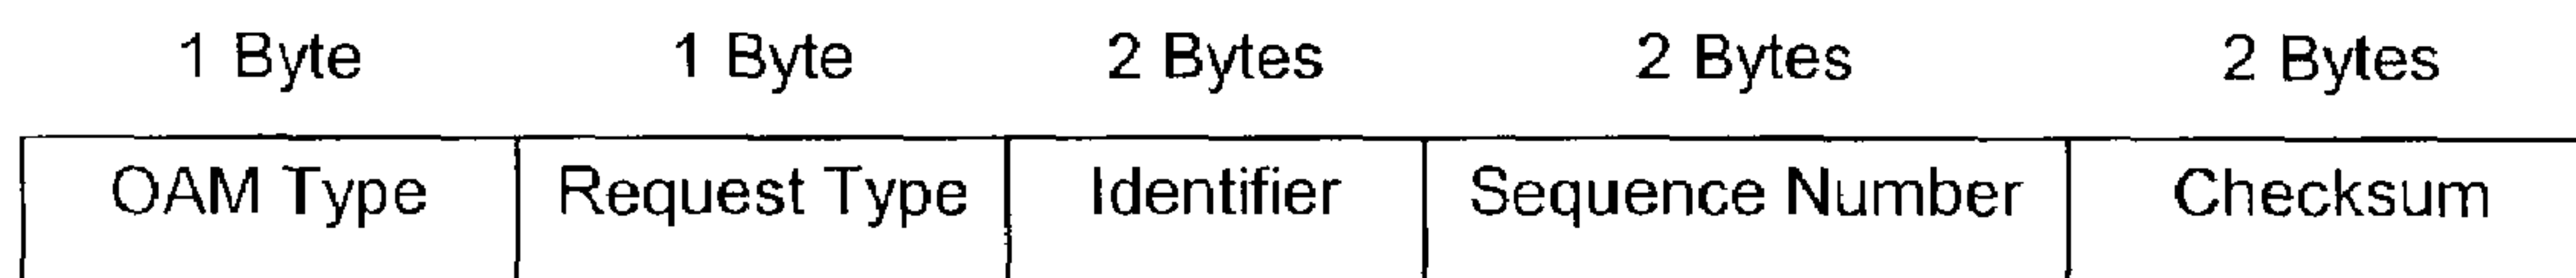 1 Byte 1 Byte 2 Bytes 2 Bytes 2 Bytes
OAM Type Request Type Identifier Sequence Number Checksum